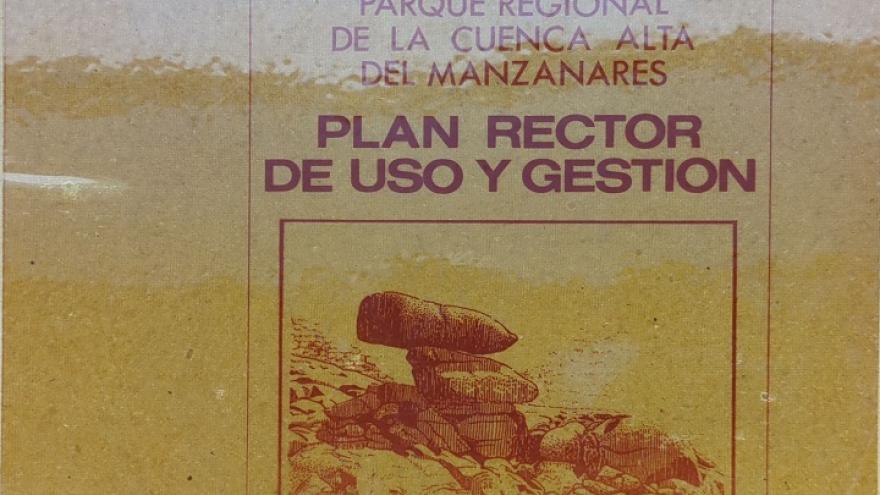 PARQUE REGIONAL
DE LA CUENCA ALTA
DEL MANZANARES
PLAN RECTOR
DE USO Y GESTION